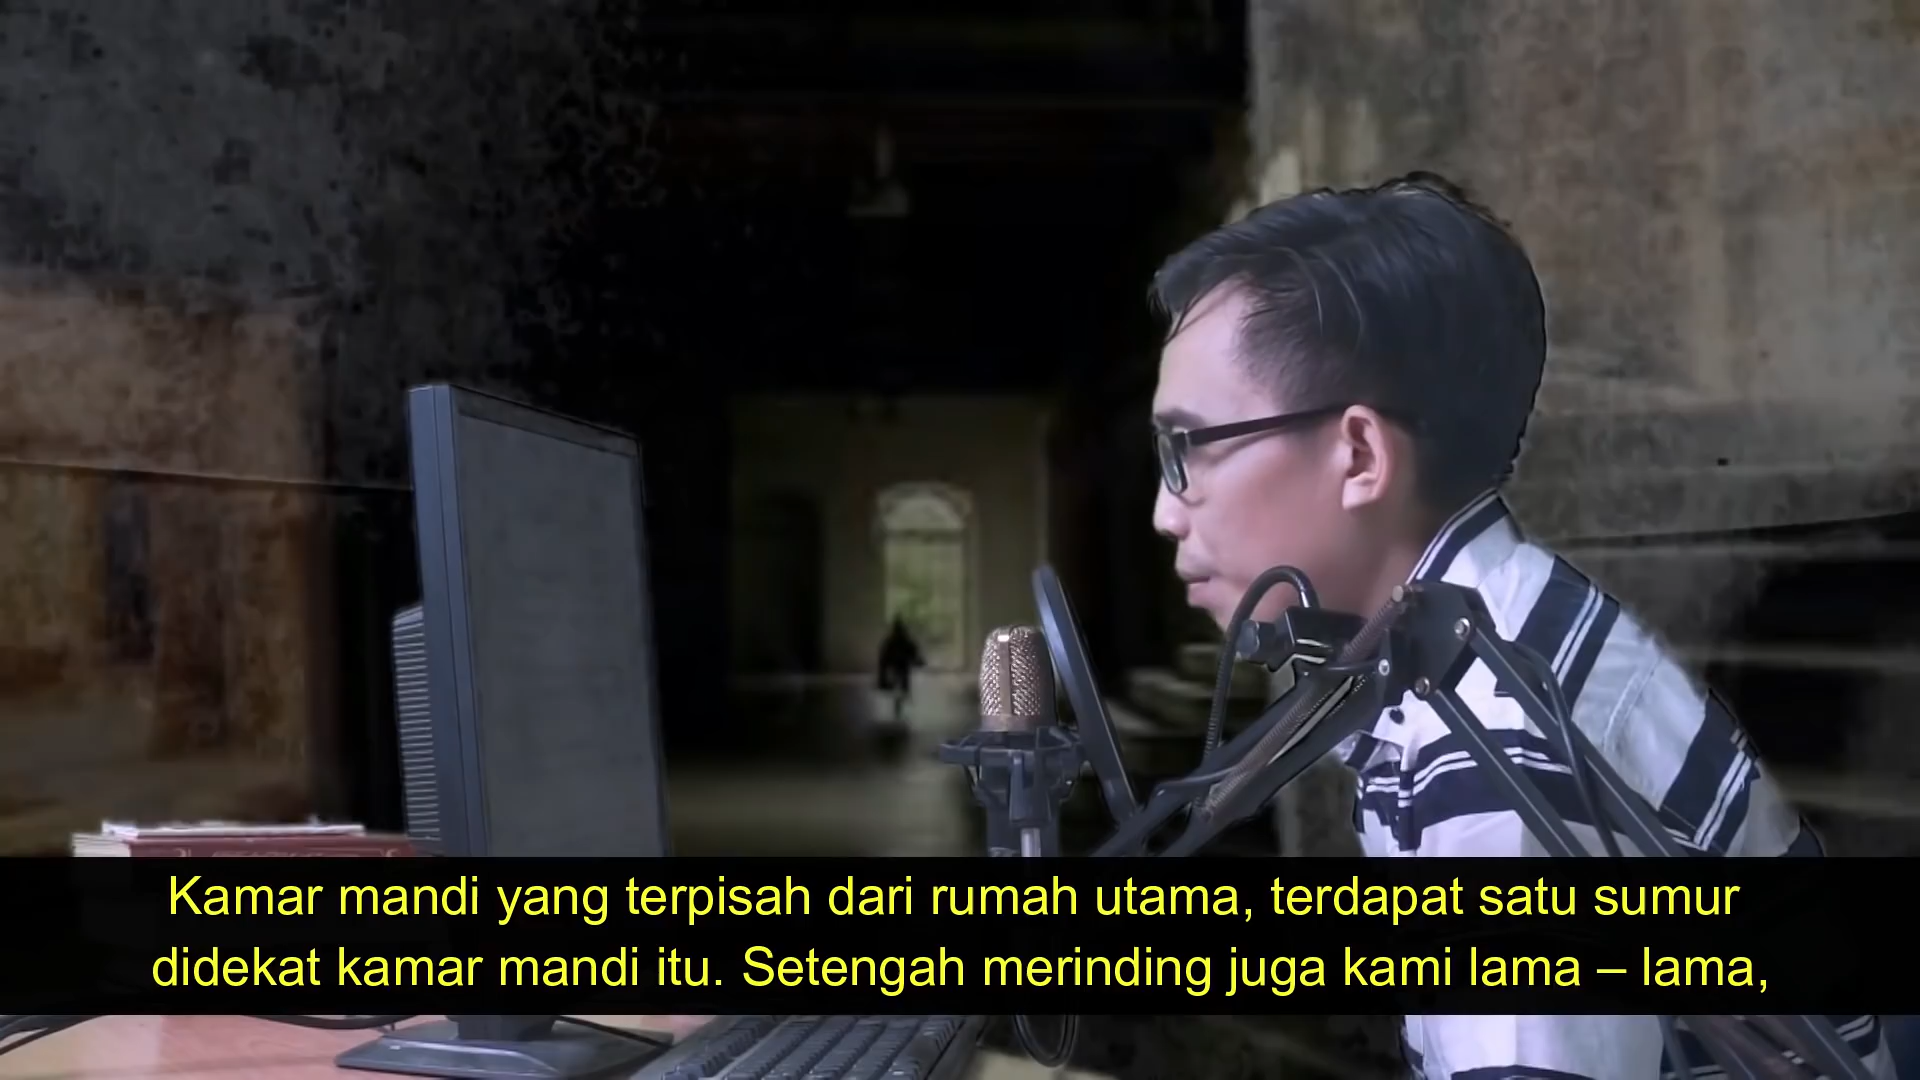 Kamar mandi yang terpisah dari rumah utama, terdapat satu sumur
didekat kamar mandi itu. Setengah merinding juga kami lama – lama,